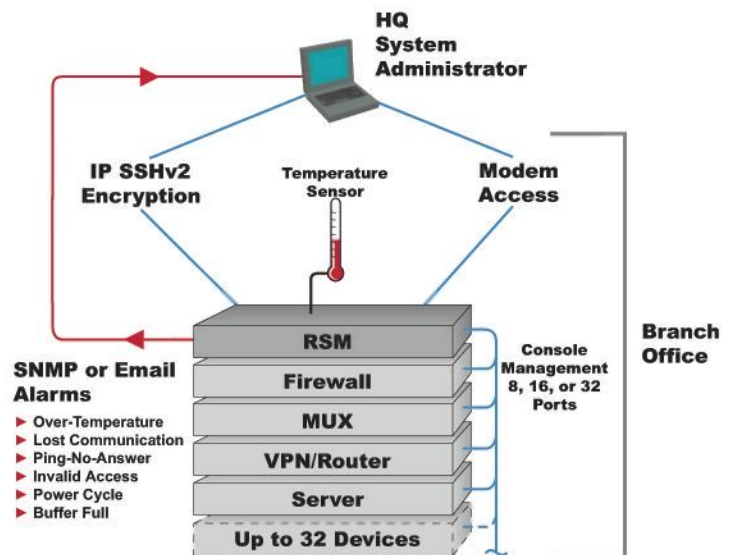 HQ
System
Administrator
IP SSHv2
Encryption
Temperature
Sensor
Modem
Access
Branch
Office
RSM
Firewall
MUX
VPN/Router
Server
Up to 32 Devices
Console
Management
8, 16, or 32
Ports
SNMP or Email
Alarms
Over-Temperature
Lost Communication
Ping-No-Answer
Invalid Access
Power Cycle
Buffer Full